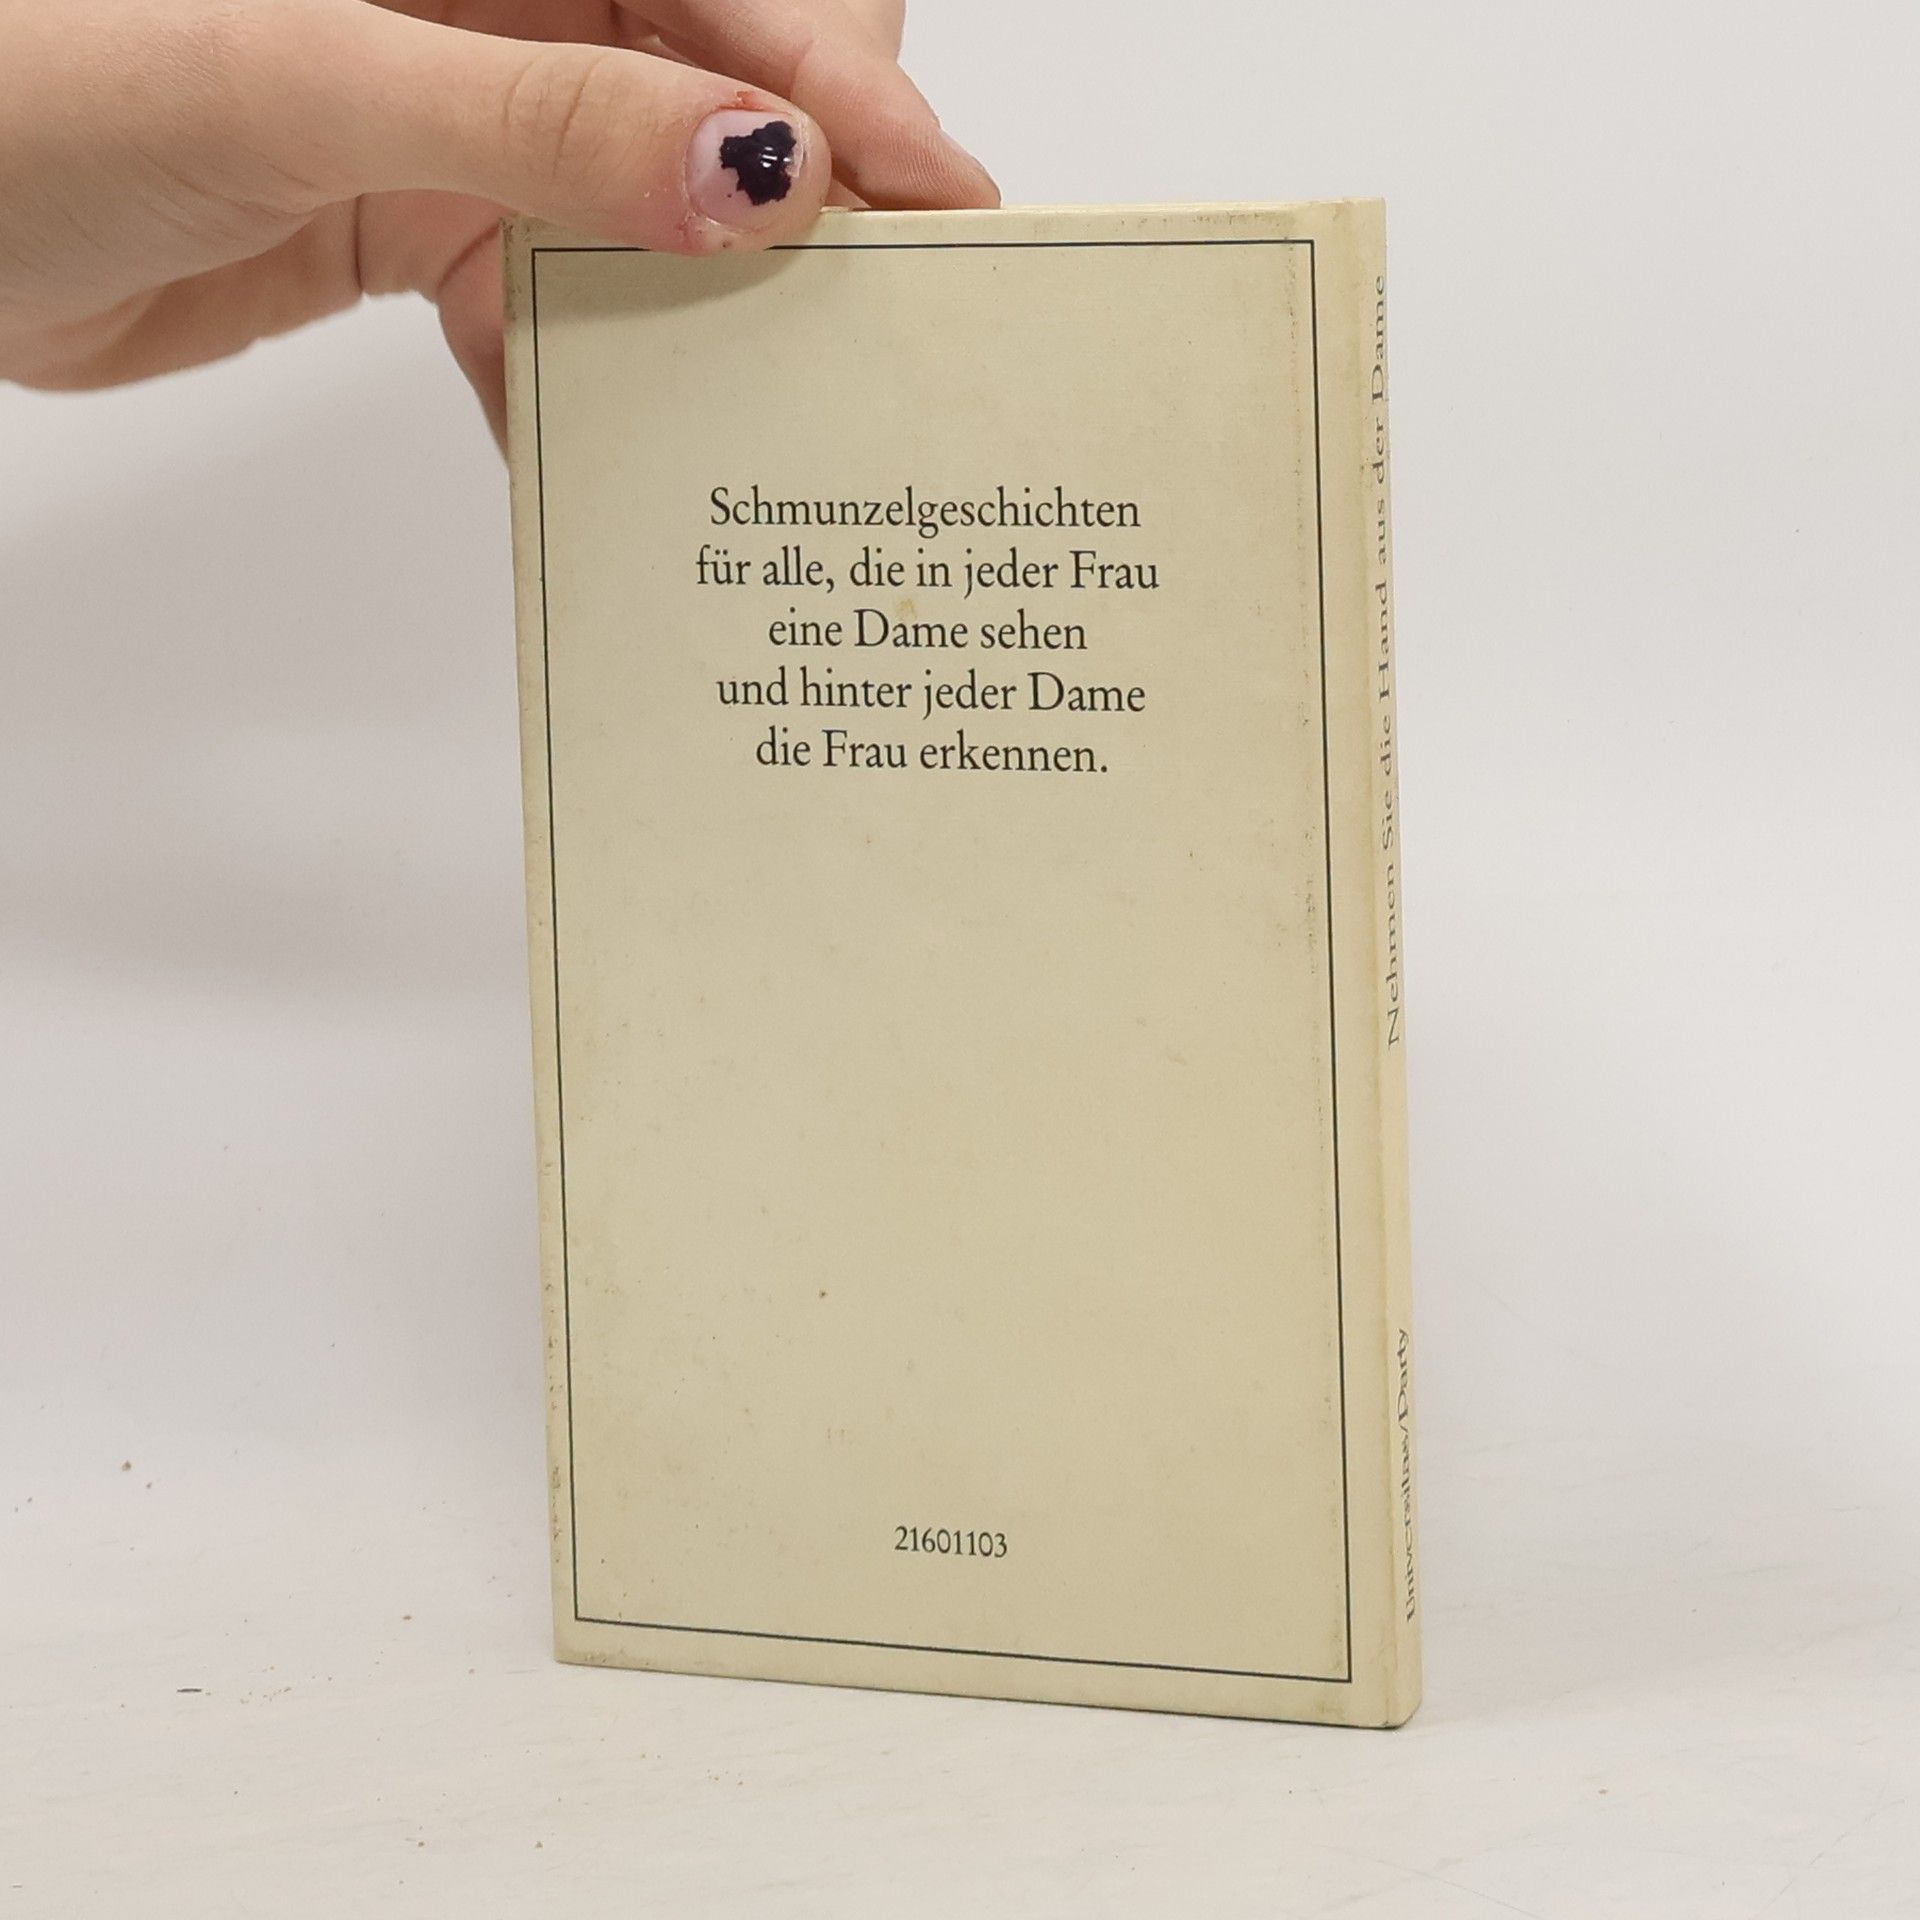 Schmunzelgeschichten
für alle, die in jeder Frau
eine Dame sehen
und hinter jeder Dame
die Frau erkennen.
21601103
Nehmen Sie die Hand aus der Dame
Universitas/Party